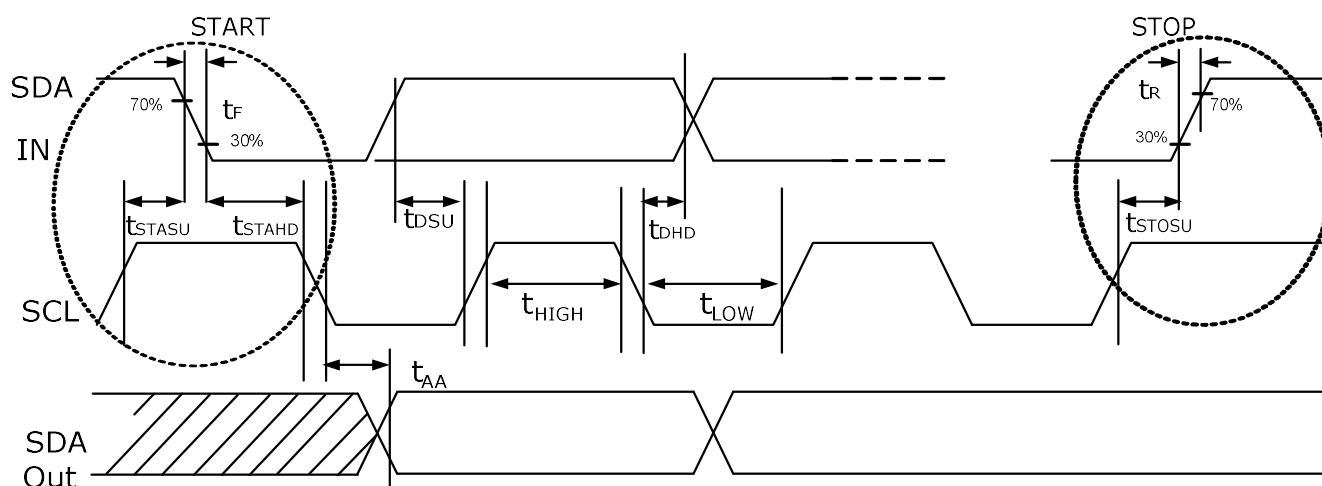 START STOP
SDA
70% tF tR 70%
IN 30% 30%
tSTASU tSTAHD tDSU tDHD tSTOSU
SCL tHIGH tLOW
tAA
SDA
Out